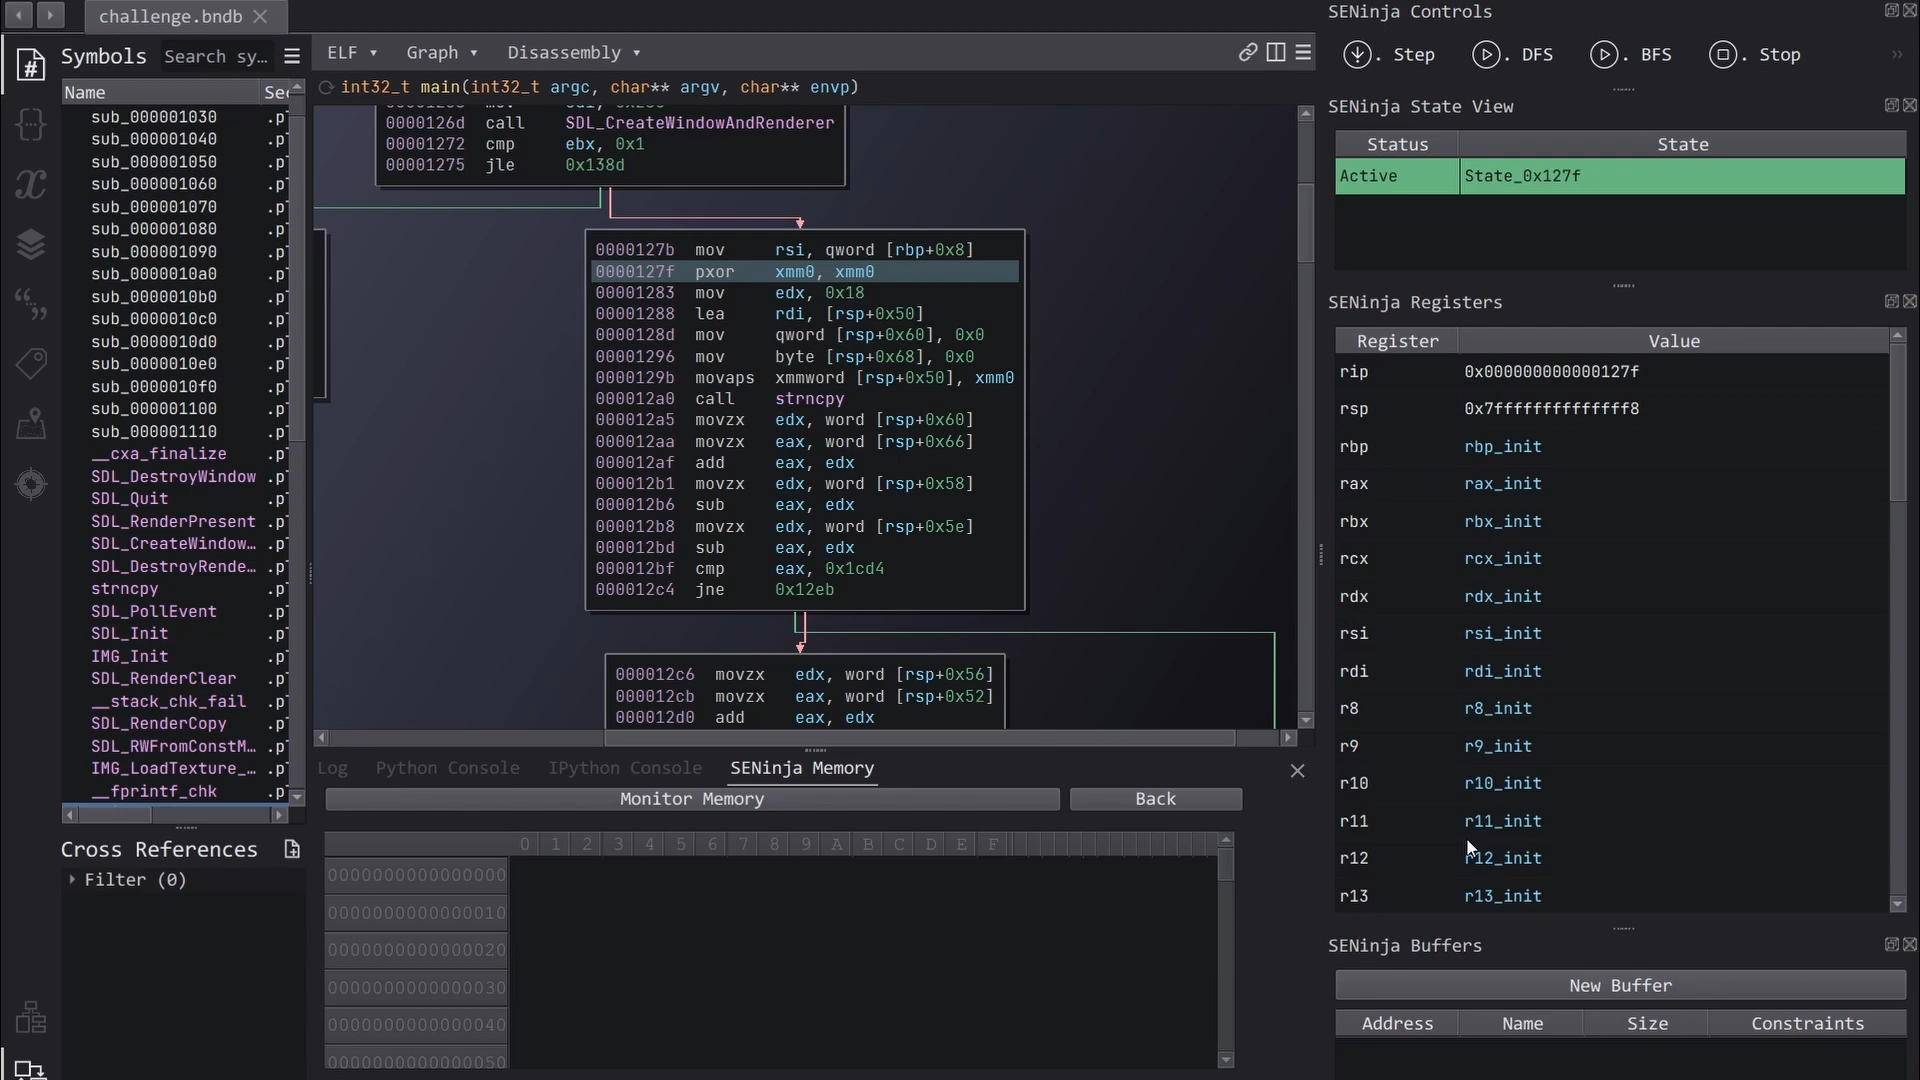 challenge.bndb
Symbols
Search sy…
Name
Sec
sub_000001030 .p
sub_000001040 .p
sub_000001050 .p
sub_000001060 .p
sub_000001070 .p
sub_000001080 .p
sub_000001090 .p
sub_0000010a0 .p
sub_0000010b0 .p
sub_0000010c0 .p
sub_0000010d0 .p
sub_0000010e0 .p
sub_0000010f0 .p
sub_000001100 .p
sub_000001110 .p
__cxa_finalize .p
SDL_DestroyWindow .p
SDL_Quit .p
SDL_RenderPresent .p
SDL_CreateWindow… .p
SDL_DestroyRende… .p
strncpy .p
SDL_PollEvent .p
SDL_Init .p
IMG_Init .p
SDL_RenderClear .p
__stack_chk_fail .p
SDL_RenderCopy .p
SDL_RWFromConstM… .p
IMG_LoadTexture_… .p
__fprintf_chk .p
Cross References
Filter (0)
ELF ▾ Graph ▾ Disassembly ▾
int32_t main(int32_t argc, char** argv, char** envp)
0000126d call SDL_CreateWindowAndRenderer
00001272 cmp ebx, 0x1
00001275 jle 0x138d
0000127b mov rsi, qword [rbp+0x8]
0000127f pxor xmm0, xmm0
00001283 mov edx, 0x18
00001288 lea rdi, [rsp+0x50]
0000128d mov qword [rsp+0x60], 0x0
00001296 mov byte [rsp+0x68], 0x0
0000129b movaps xmmword [rsp+0x50], xmm0
000012a0 call strncpy
000012a5 movzx edx, word [rsp+0x60]
000012aa movzx eax, word [rsp+0x66]
000012af add eax, edx
000012b1 movzx edx, word [rsp+0x58]
000012b6 sub eax, edx
000012b8 movzx edx, word [rsp+0x5e]
000012bd sub eax, edx
000012bf cmp eax, 0x1cd4
000012c4 jne 0x12eb
000012c6 movzx edx, word [rsp+0x56]
000012cb movzx eax, word [rsp+0x52]
000012d0 add eax, edx
Log Python Console IPython Console SENinja Memory
Monitor Memory Back
0 1 2 3 4 5 6 7 8 9 A B C D E F
0000000000000000
0000000000000010
0000000000000020
0000000000000030
0000000000000040
0000000000000050
SENinja Controls
. Step . DFS . BFS . Stop »
SENinja State View
Status State
Active State_0x127f
SENinja Registers
Register Value
rip 0x000000000000127f
rsp 0x7ffffffffffffff8
rbp rbp_init
rax rax_init
rbx rbx_init
rcx rcx_init
rdx rdx_init
rsi rsi_init
rdi rdi_init
r8 r8_init
r9 r9_init
r10 r10_init
r11 r11_init
r12 r12_init
r13 r13_init
SENinja Buffers
New Buffer
Address Name Size Constraints